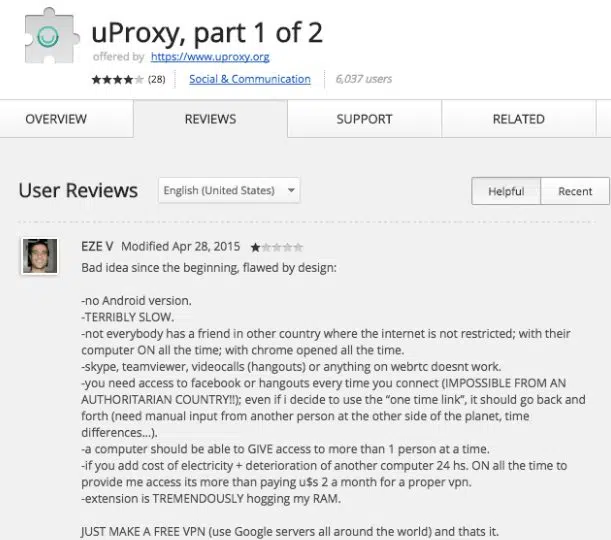 uProxy, part 1 of 2
offered by https://www.uproxy.org
(28) Social & Communication 6,037 users
OVERVIEW REVIEWS SUPPORT RELATED
User Reviews English (United States) Helpful Recent
EZE V Modified Apr 28, 2015
Bad idea since the beginning, flawed by design:
-no Android version.
-TERRIBLY SLOW.
-not everybody has a friend in other country where the internet is not restricted; with their
computer ON all the time; with chrome opened all the time.
-skype, teamviewer, videocalls (hangouts) or anything on webrtc doesnt work.
-you need access to facebook or hangouts every time you connect (IMPOSSIBLE FROM AN
AUTHORITARIAN COUNTRY!!); even if i decide to use the “one time link”, it should go back and
forth (need manual input from another person at the other side of the planet, time
differences...).
-a computer should be able to GIVE access to more than 1 person at a time.
-if you add cost of electricity + deterioration of another computer 24 hs. ON all the time to
provide me access its more than paying u$s 2 a month for a proper vpn.
-extension is TREMENDOUSLY hogging my RAM.
JUST MAKE A FREE VPN (use Google servers all around the world) and thats it.